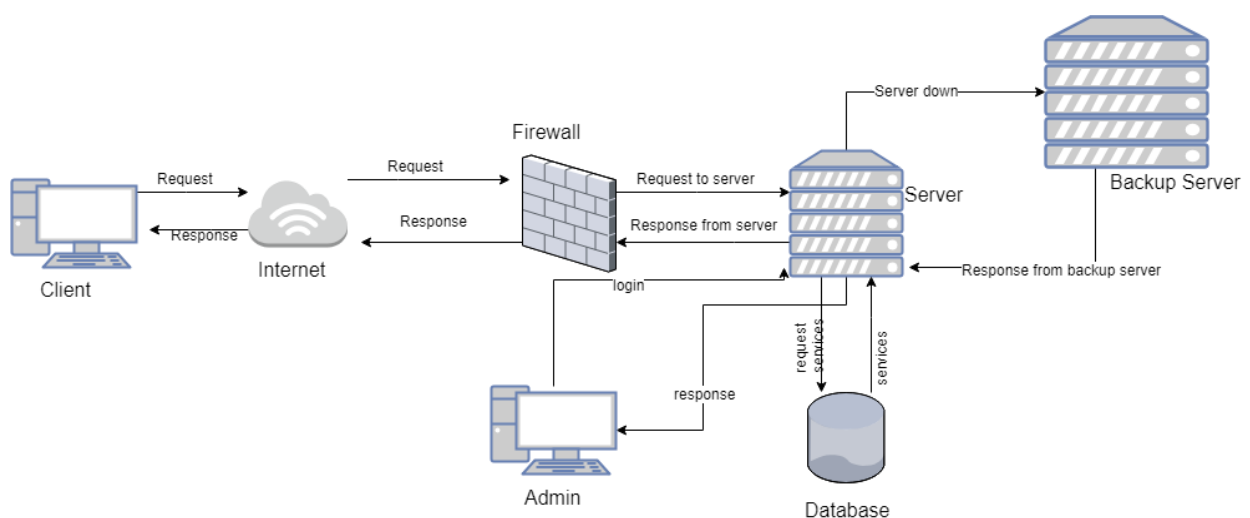 Server down
Backup Server
Firewall
Request
Request
Request to server
Server
Response
Response
Response from server
Internet
Client
Response from backup server
login
request
services
services
response
Admin
Database